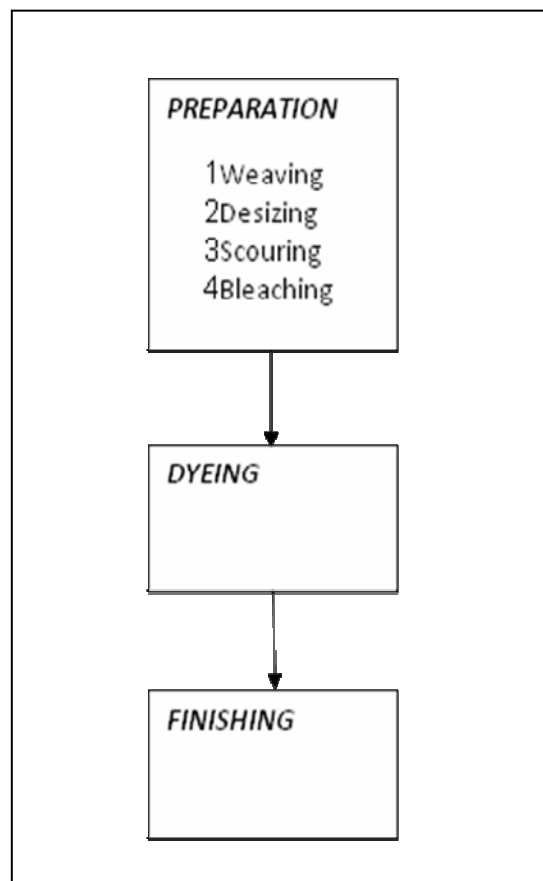 PREPARATION
1Weaving
2Desizing
3Scouring
4Bleaching
DYEING
FINISHING